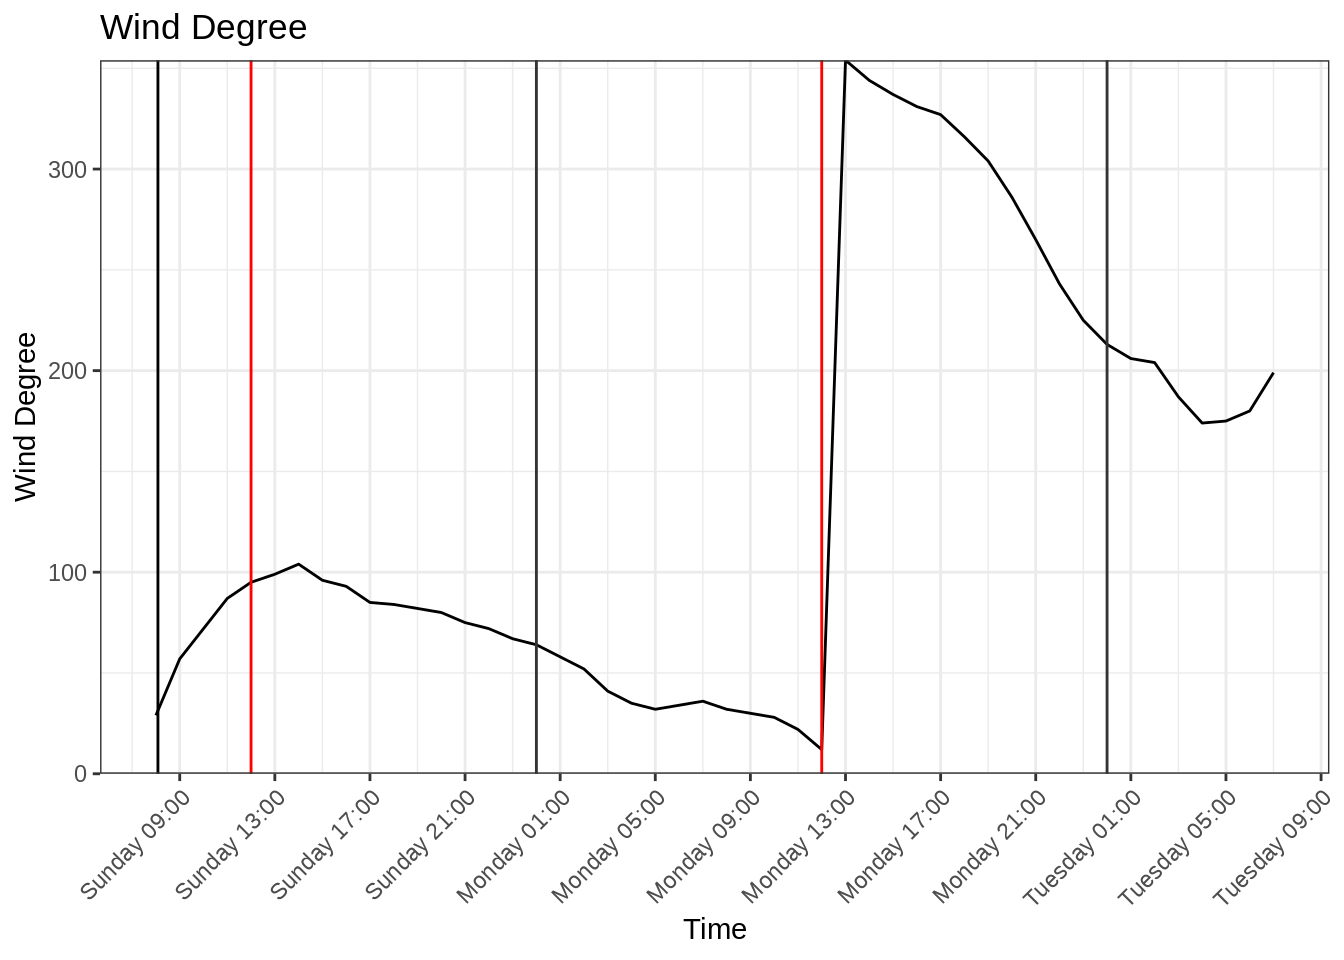 Wind Degree
Wind Degree
300
200
100
0
Sunday 09:00
Sunday 13:00
Sunday 17:00
Sunday 21:00
Monday 01:00
Monday 05:00
Monday 09:00
Monday 13:00
Monday 17:00
Monday 21:00
Tuesday 01:00
Tuesday 05:00
Tuesday 09:00
Time